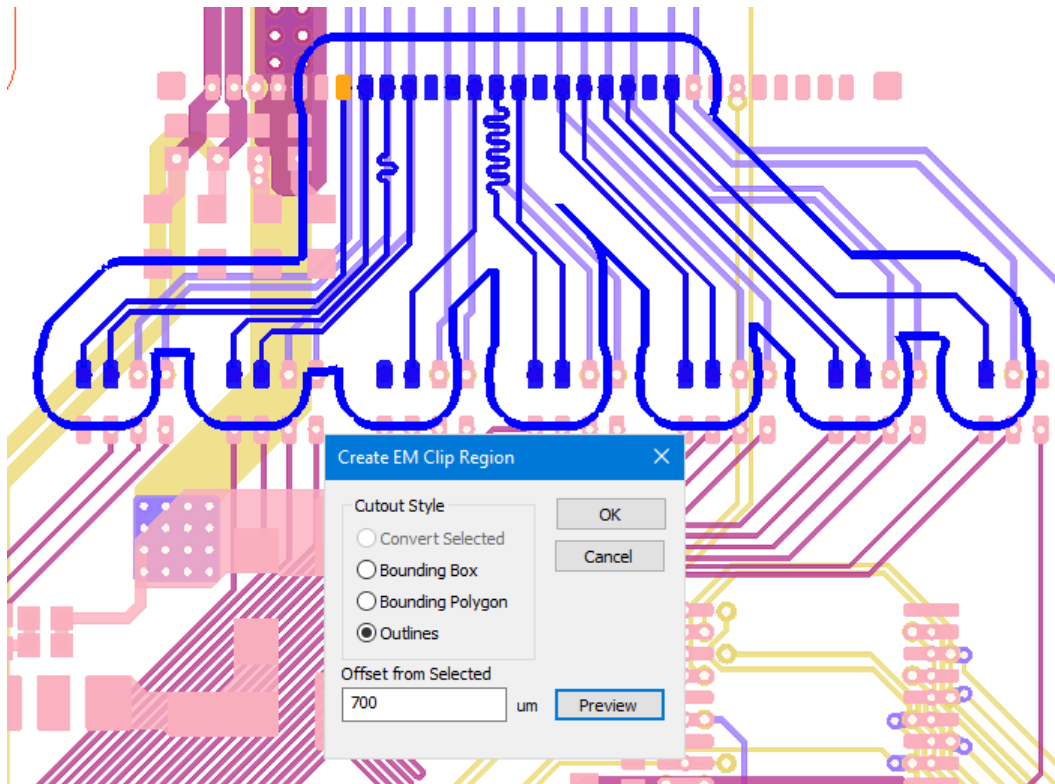 Create EM Clip Region
Cutout Style
Convert Selected
Bounding Box
Bounding Polygon
Outlines
OK
Cancel
Offset from Selected
700
um
Preview